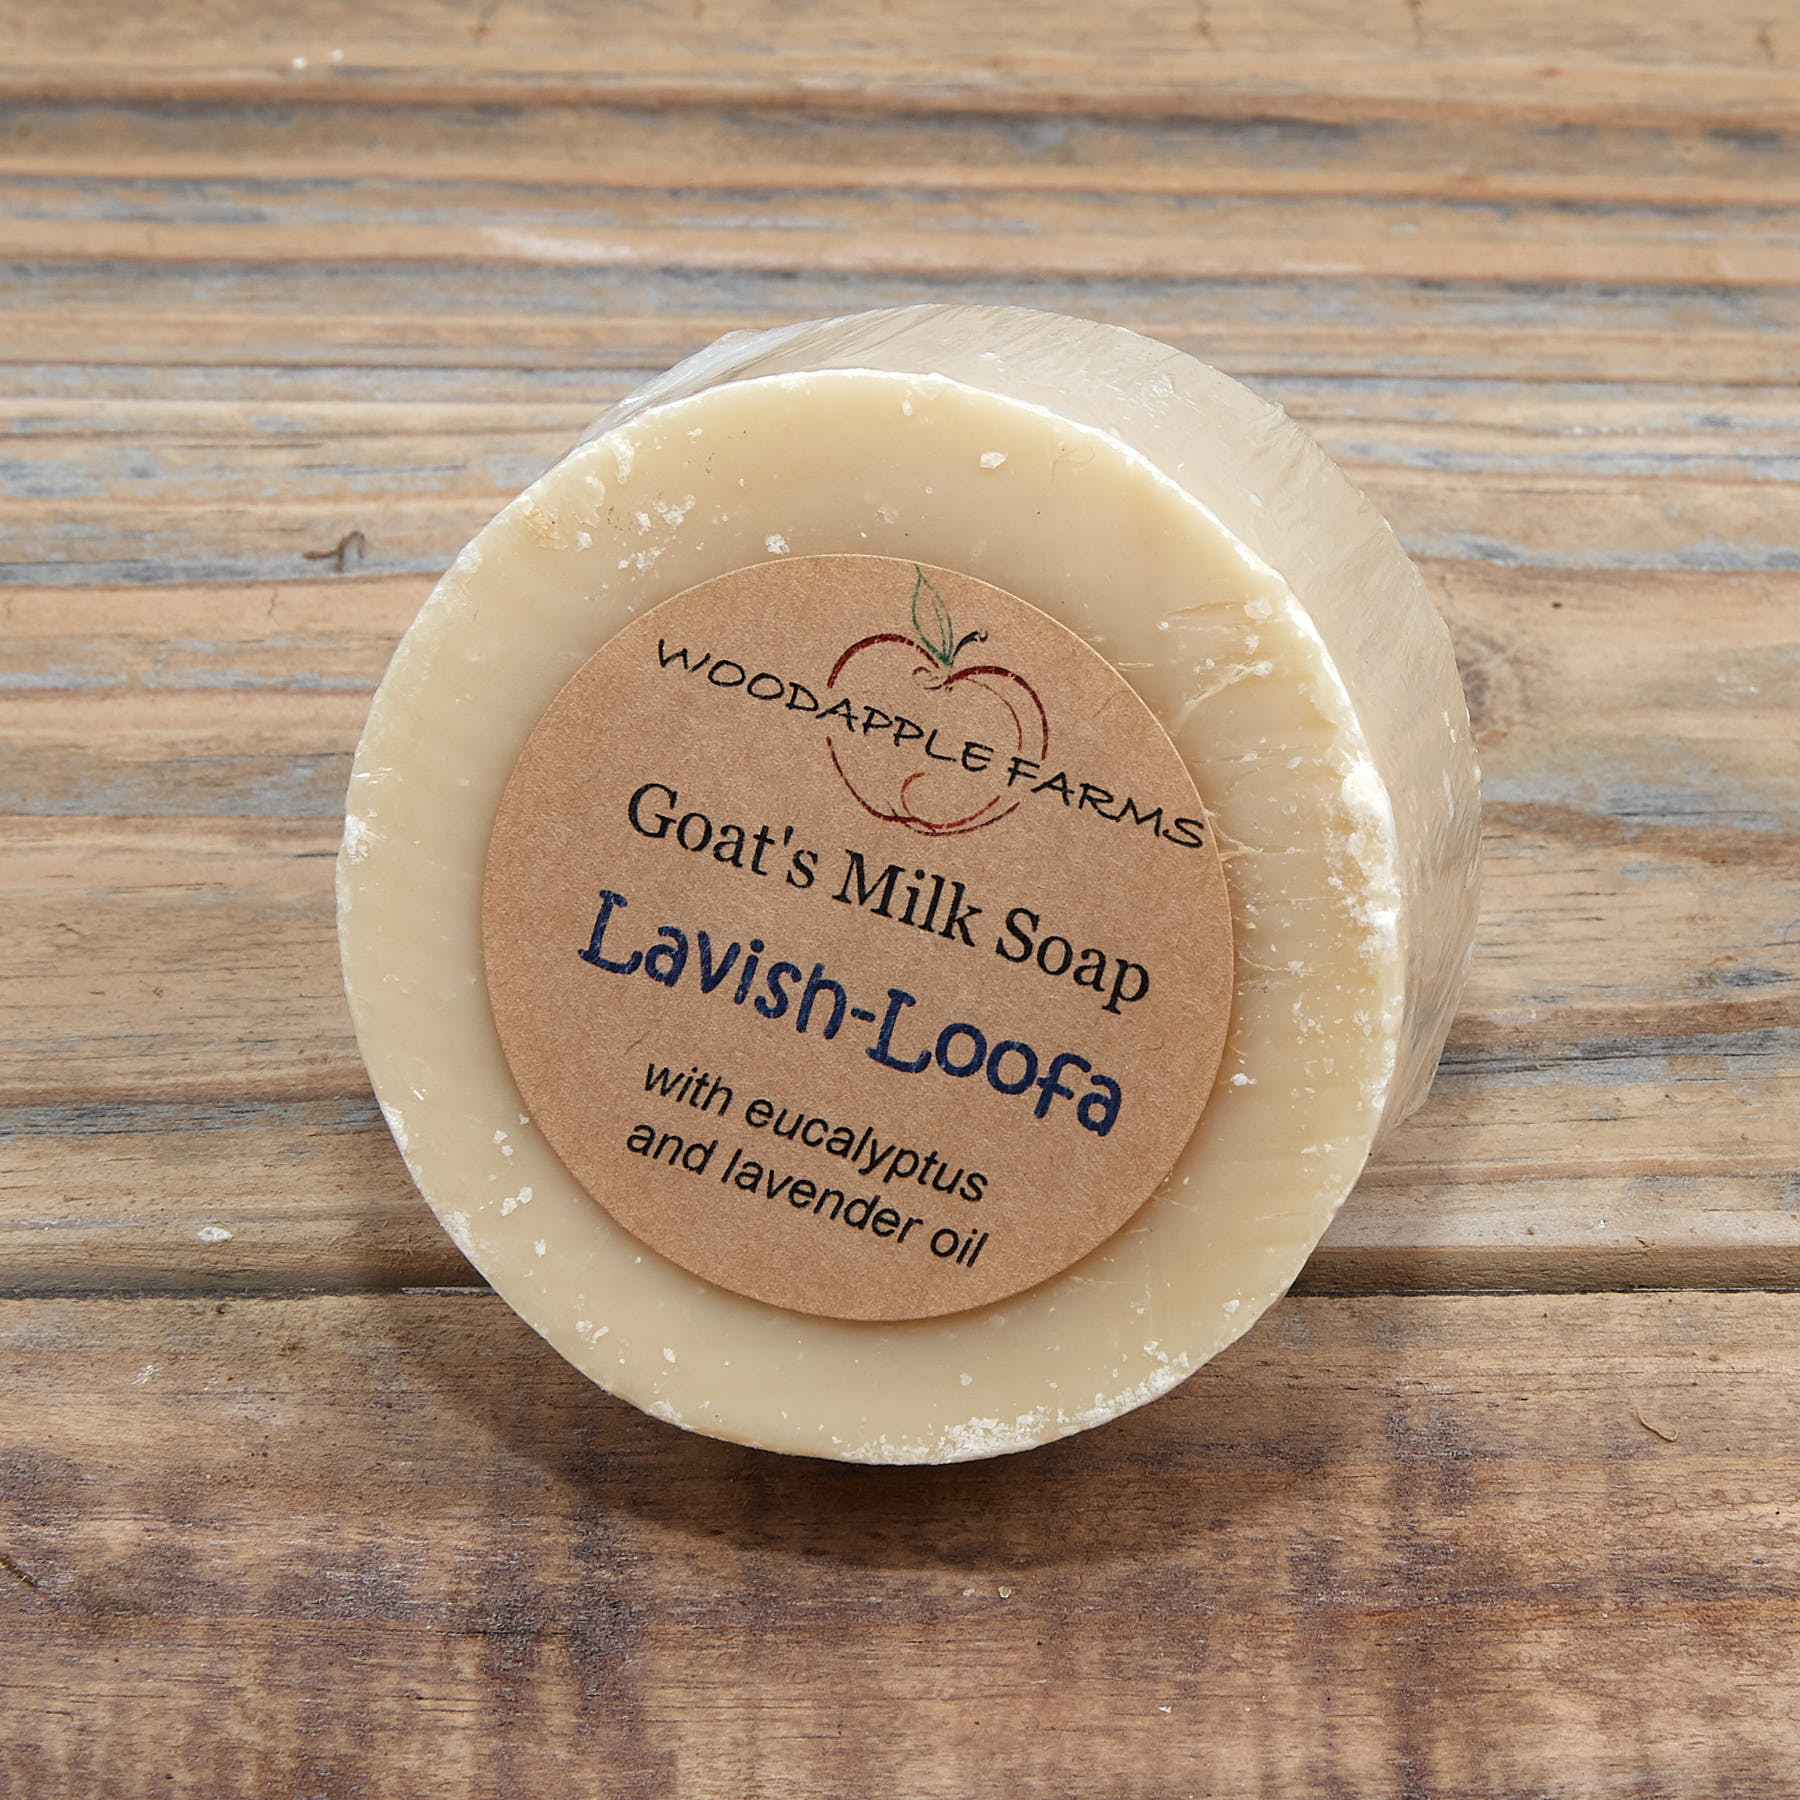 WOODAPPLE FARMS
Goat's Milk Soap
Lavish-Loofa
with eucalyptus
and lavender oil